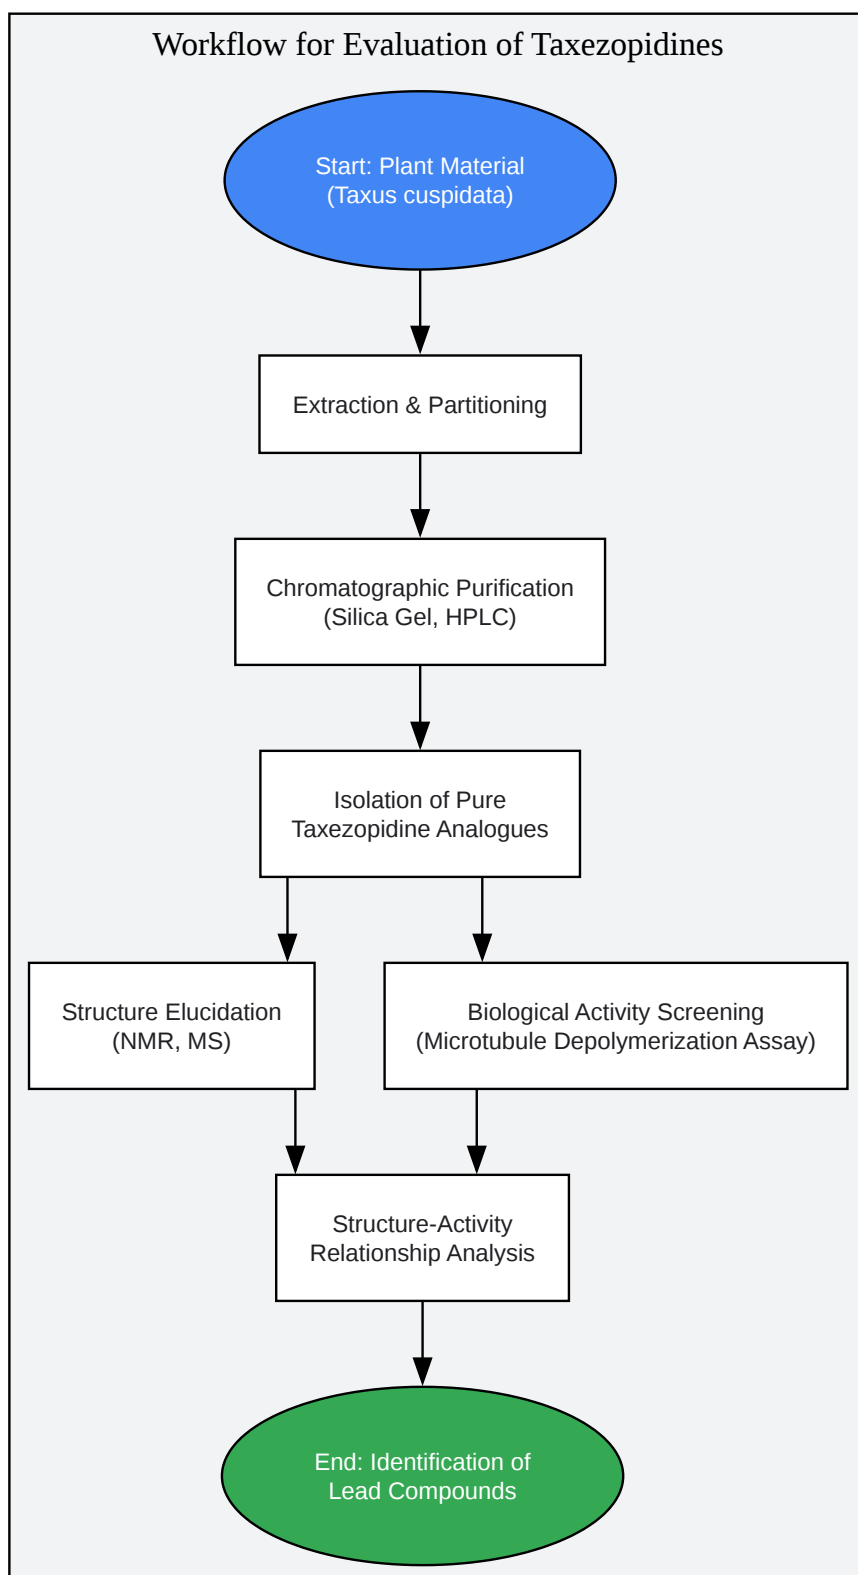 Workflow for Evaluation of Taxezopidines
Start: Plant Material
(Taxus cuspidata)
Extraction & Partitioning
Chromatographic Purification
(Silica Gel, HPLC)
Isolation of Pure
Taxezopidine Analogues
Structure Elucidation
(NMR, MS)
Biological Activity Screening
(Microtubule Depolymerization Assay)
Structure-Activity
Relationship Analysis
End: Identification of
Lead Compounds